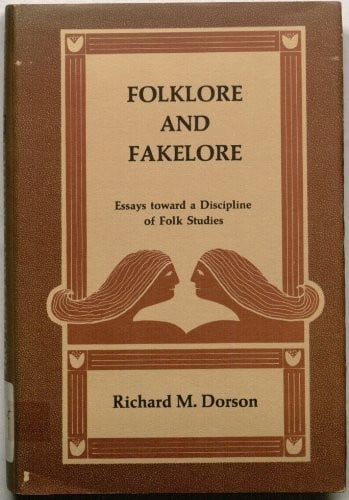 FOLKLORE
AND
FAKELORE
Essays toward a Discipline
of Folk Studies
Richard M. Dorson